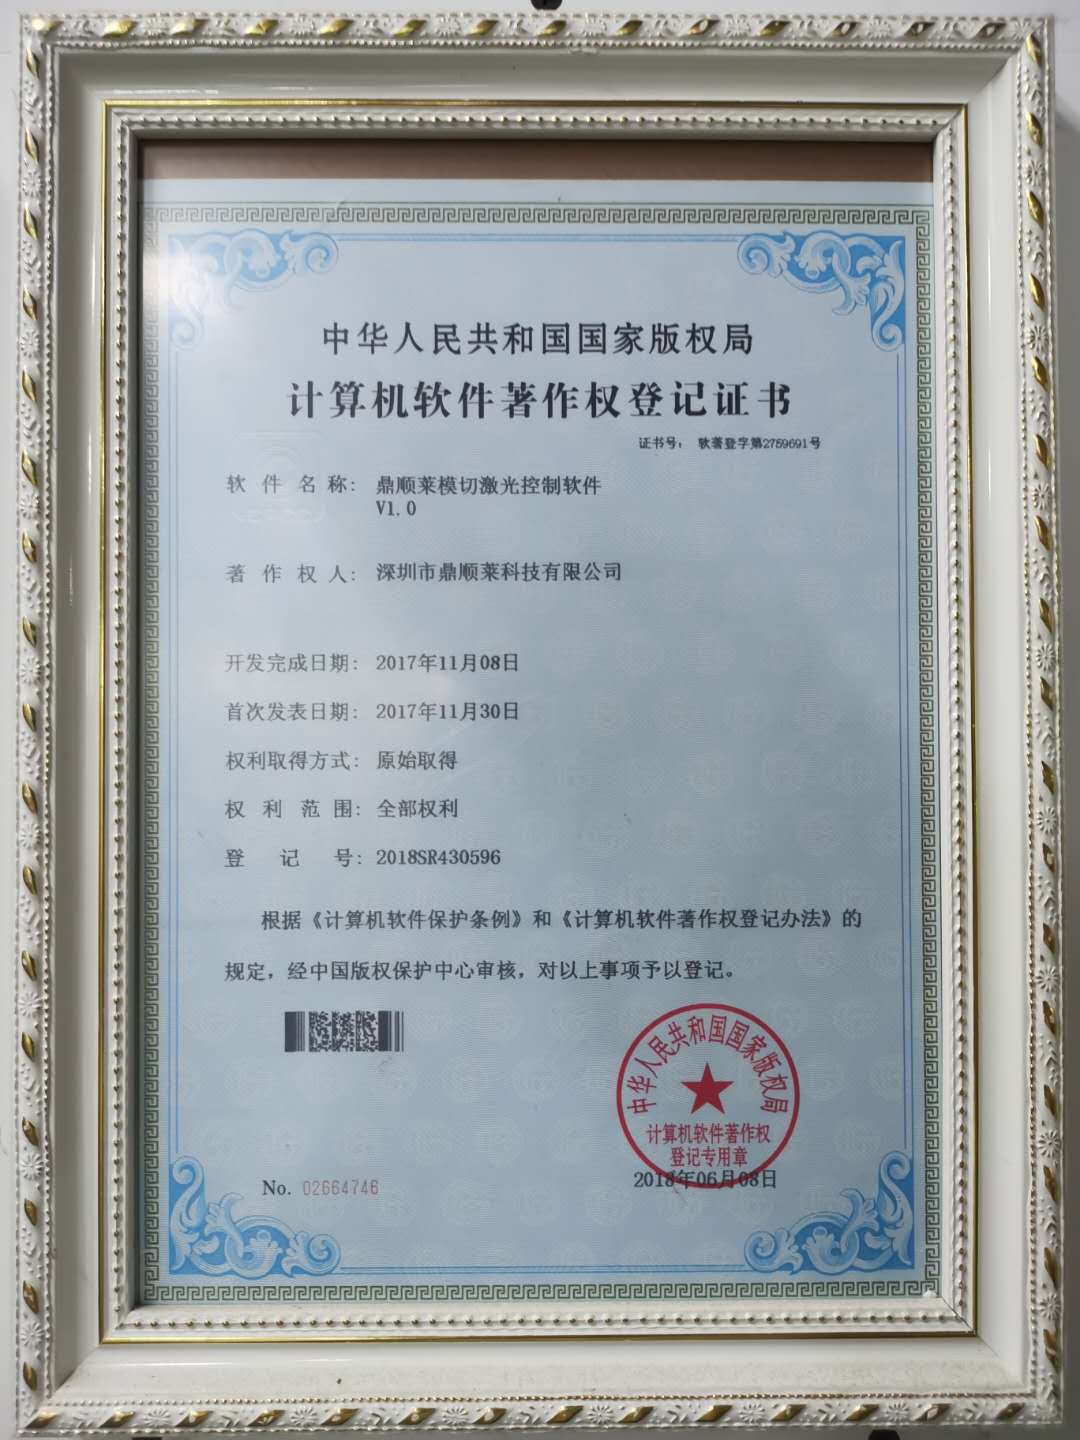 中华人民共和国国家版权局
计算机软件著作权登记证书
证书号： 软著登字第2759691号
软件名称： 鼎顺莱模切激光控制软件
V1.0
著作权人： 深圳市鼎顺莱科技有限公司
开发完成日期： 2017年11月08日
首次发表日期： 2017年11月30日
权利取得方式： 原始取得
权利范围： 全部权利
登记号： 2018SR430596
根据《计算机软件保护条例》和《计算机软件著作权登记办法》的
规定，经中国版权保护中心审核，对以上事项予以登记。
中华人民共和国国家版权局
计算机软件著作权
登记专用章
No. 02664746
2018年06月08日